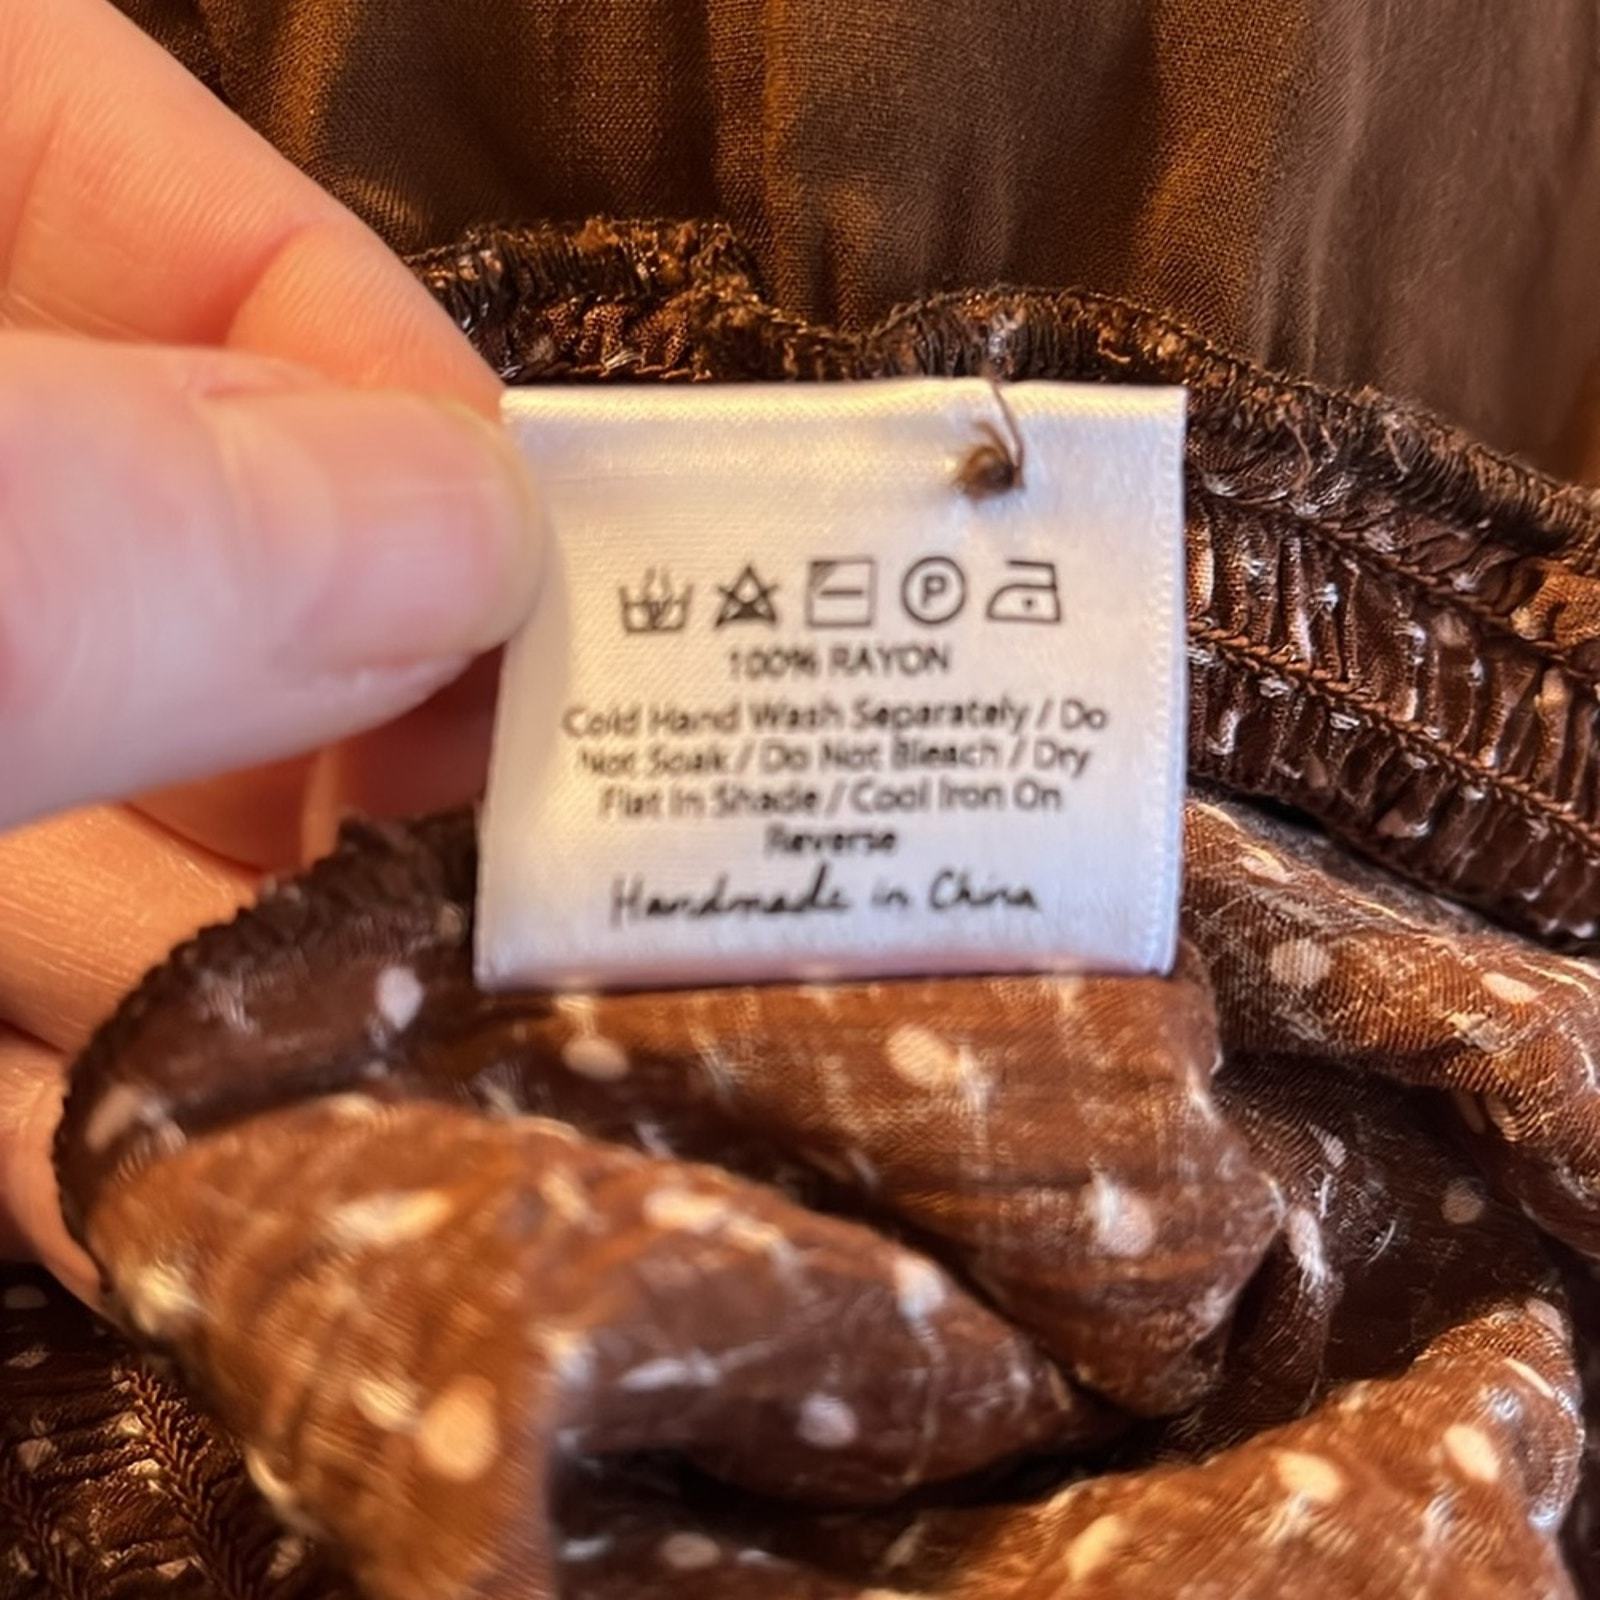 P
100% RAYON
Cold Hand Wash Separately / Do
Not Soak / Do Not Bleach / Dry
Flat In Shade / Cool Iron On
Reverse
Handmade in China